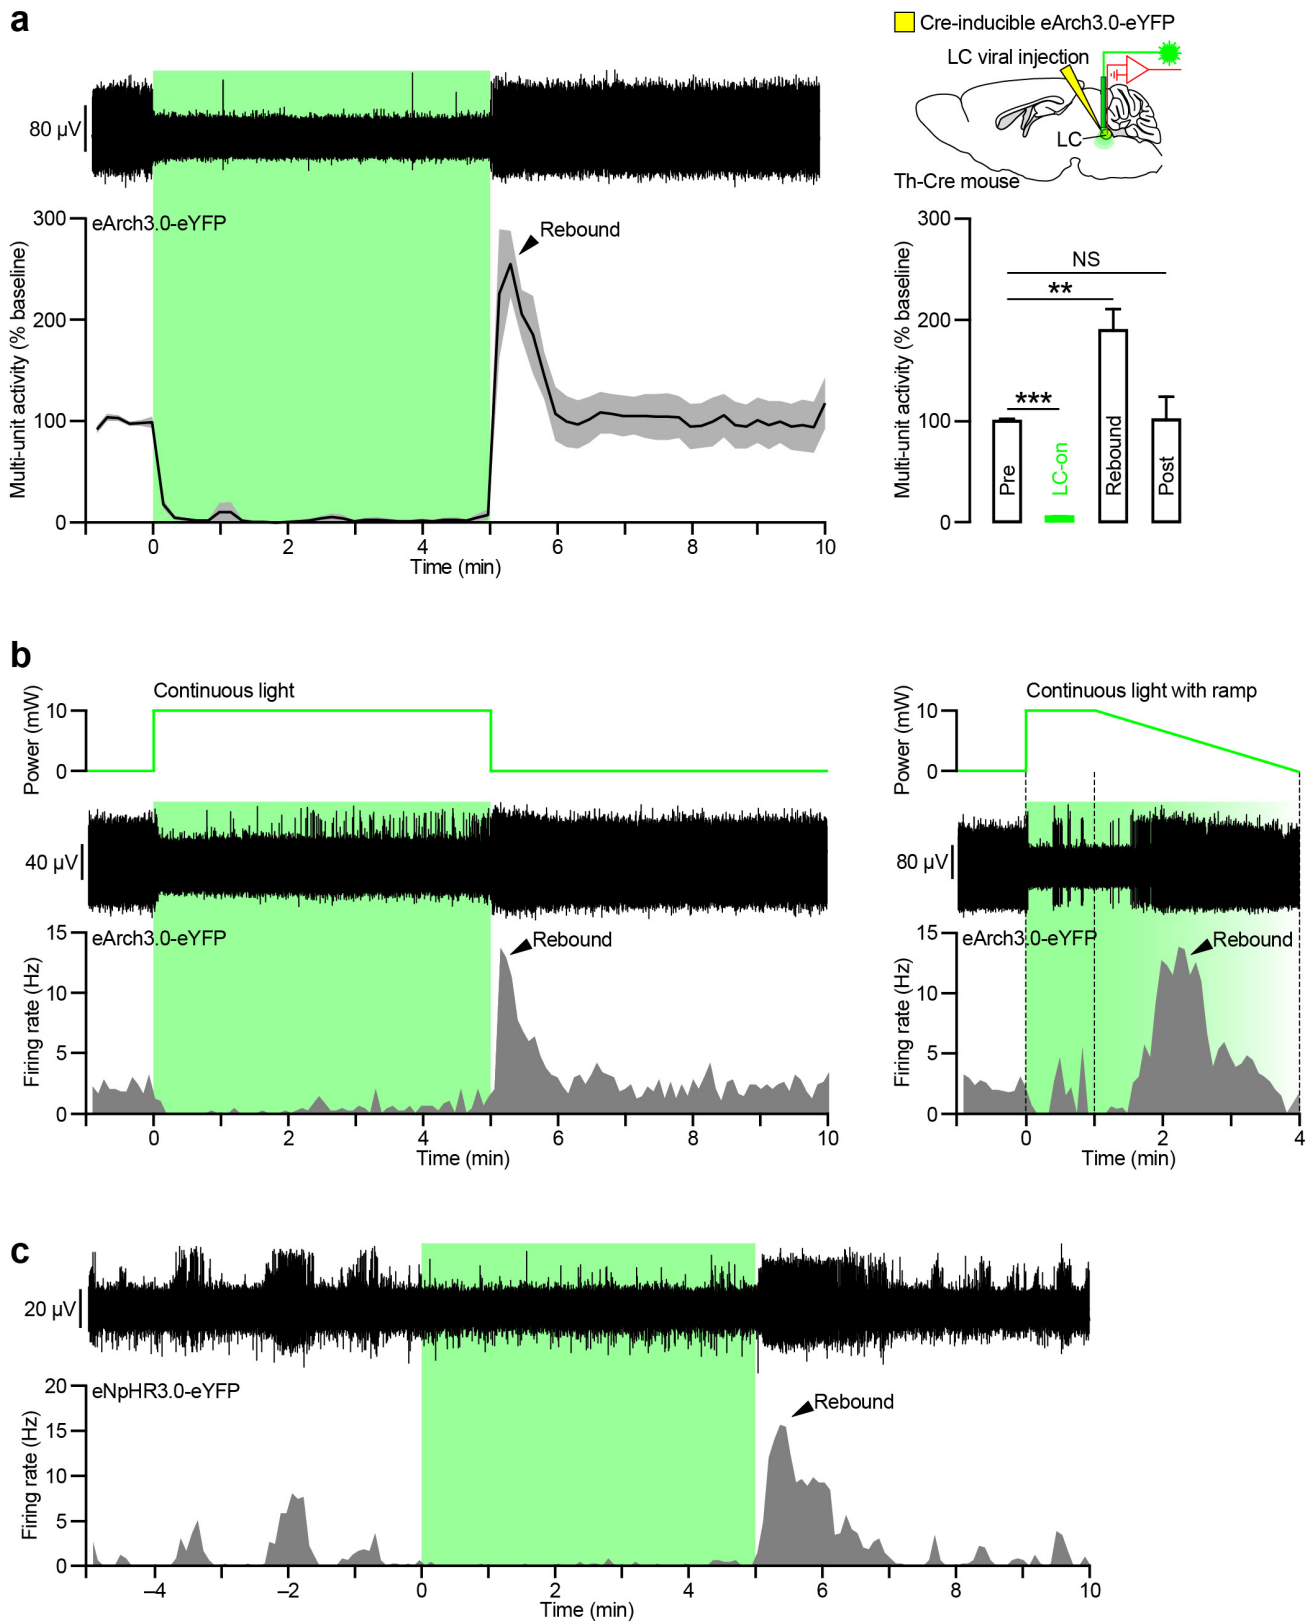 a
Cre-inducible eArch3.0-eYFP
LC viral injection
LC
Th-Cre mouse
80 µV
eArch3.0-eYFP
Rebound
Multi-unit activity (% baseline)
300
200
100
0
0 2 4 6 8 10
Time (min)
Multi-unit activity (% baseline)
300
200
100
0
NS
**
***
Pre
LC-on
Rebound
Post
b
Continuous light
Power (mW)
10
0
40 µV
eArch3.0-eYFP
Rebound
Firing rate (Hz)
15
10
5
0
0 2 4 6 8 10
Time (min)
Continuous light with ramp
Power (mW)
10
0
80 µV
eArch3.0-eYFP
Rebound
Firing rate (Hz)
15
10
5
0
0 2 4
Time (min)
c
20 µV
eNpHR3.0-eYFP
Rebound
Firing rate (Hz)
20
15
10
5
0
–4 –2 0 2 4 6 8 10
Time (min)